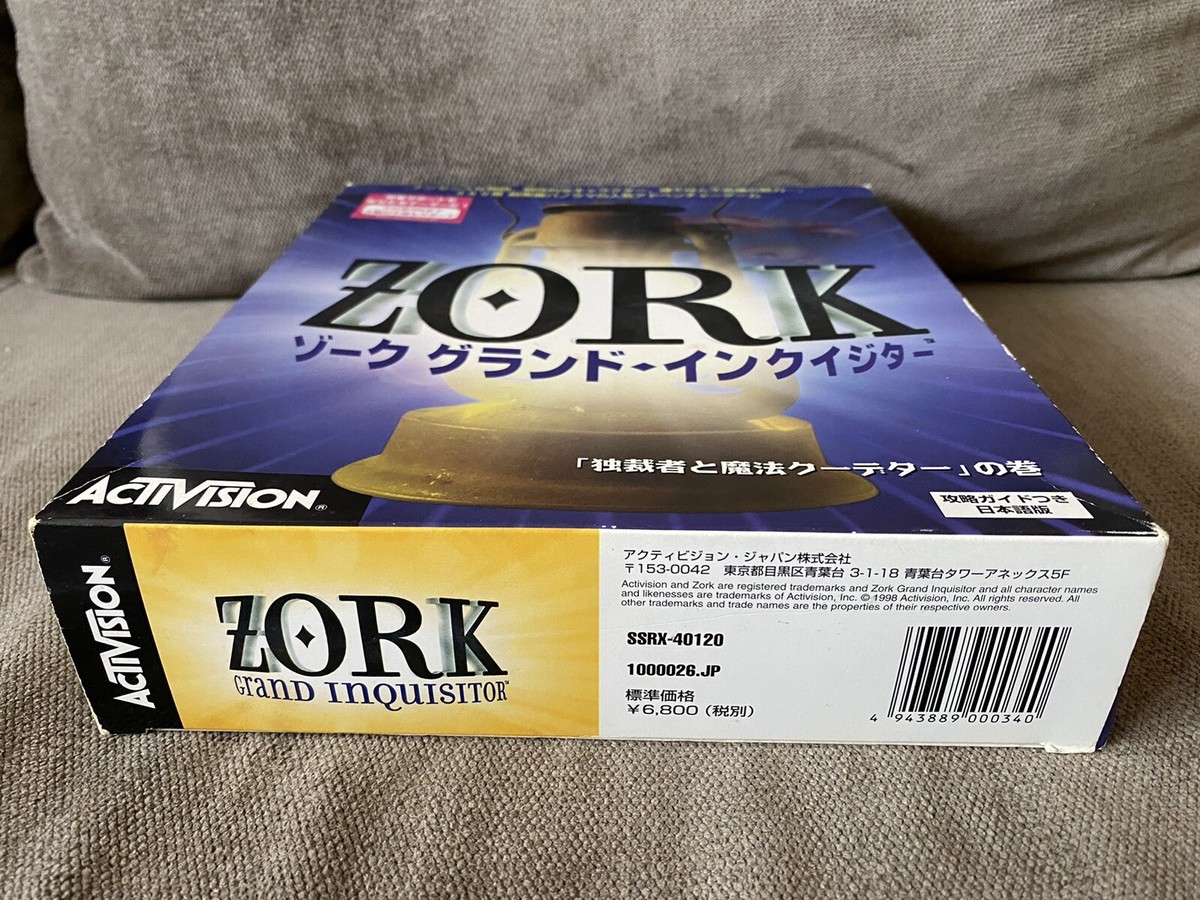 ZORK™
ゾーク グランド・インクイジター
「独裁者と魔法クーデター」の巻
攻略ガイドつき
日本語版
ACTIVISION®
ACTIVISION®
ZORK
GRAND INQUISITOR™
アクティビジョン・ジャパン株式会社
〒153-0042 東京都目黒区青葉台 3-1-18 青葉台タワーアネックス5F
Activision and Zork are registered trademarks and Zork Grand Inquisitor and all character names
and likenesses are trademarks of Activision, Inc. © 1998 Activision, Inc. All rights reserved. All
other trademarks and trade names are the properties of their respective owners.
SSRX-40120
1000026.JP
標準価格
￥6,800（税別）
4 943889 000340